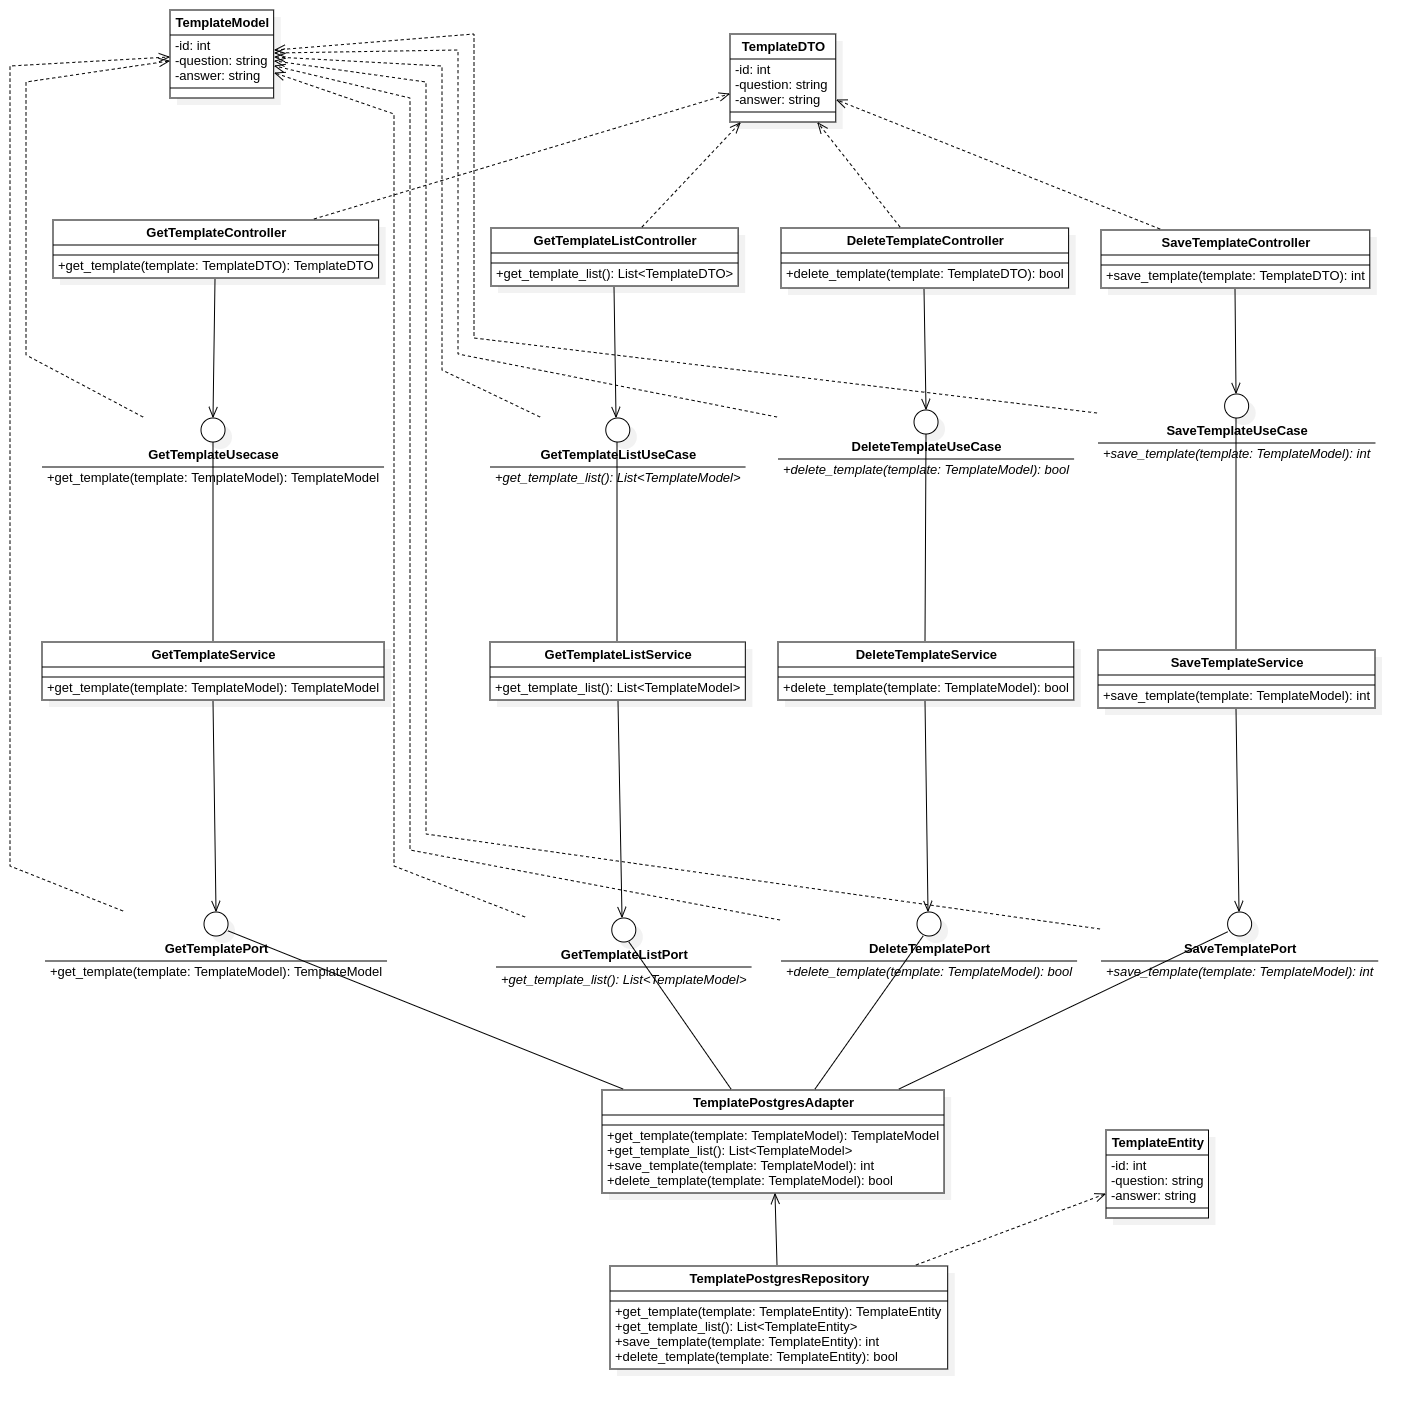 TemplateModel
-id: int
-question: string
-answer: string
TemplateDTO
-id: int
-question: string
-answer: string
GetTemplateController
+get_template(template: TemplateDTO): TemplateDTO
GetTemplateListController
+get_template_list(): List<TemplateDTO>
DeleteTemplateController
+delete_template(template: TemplateDTO): bool
SaveTemplateController
+save_template(template: TemplateDTO): int
GetTemplateUsecase
+get_template(template: TemplateModel): TemplateModel
GetTemplateListUseCase
+get_template_list(): List<TemplateModel>
DeleteTemplateUseCase
+delete_template(template: TemplateModel): bool
SaveTemplateUseCase
+save_template(template: TemplateModel): int
GetTemplateService
+get_template(template: TemplateModel): TemplateModel
GetTemplateListService
+get_template_list(): List<TemplateModel>
DeleteTemplateService
+delete_template(template: TemplateModel): bool
SaveTemplateService
+save_template(template: TemplateModel): int
GetTemplatePort
+get_template(template: TemplateModel): TemplateModel
GetTemplateListPort
+get_template_list(): List<TemplateModel>
DeleteTemplatePort
+delete_template(template: TemplateModel): bool
SaveTemplatePort
+save_template(template: TemplateModel): int
TemplatePostgresAdapter
+get_template(template: TemplateModel): TemplateModel
+get_template_list(): List<TemplateModel>
+save_template(template: TemplateModel): int
+delete_template(template: TemplateModel): bool
TemplateEntity
-id: int
-question: string
-answer: string
TemplatePostgresRepository
+get_template(template: TemplateEntity): TemplateEntity
+get_template_list(): List<TemplateEntity>
+save_template(template: TemplateEntity): int
+delete_template(template: TemplateEntity): bool